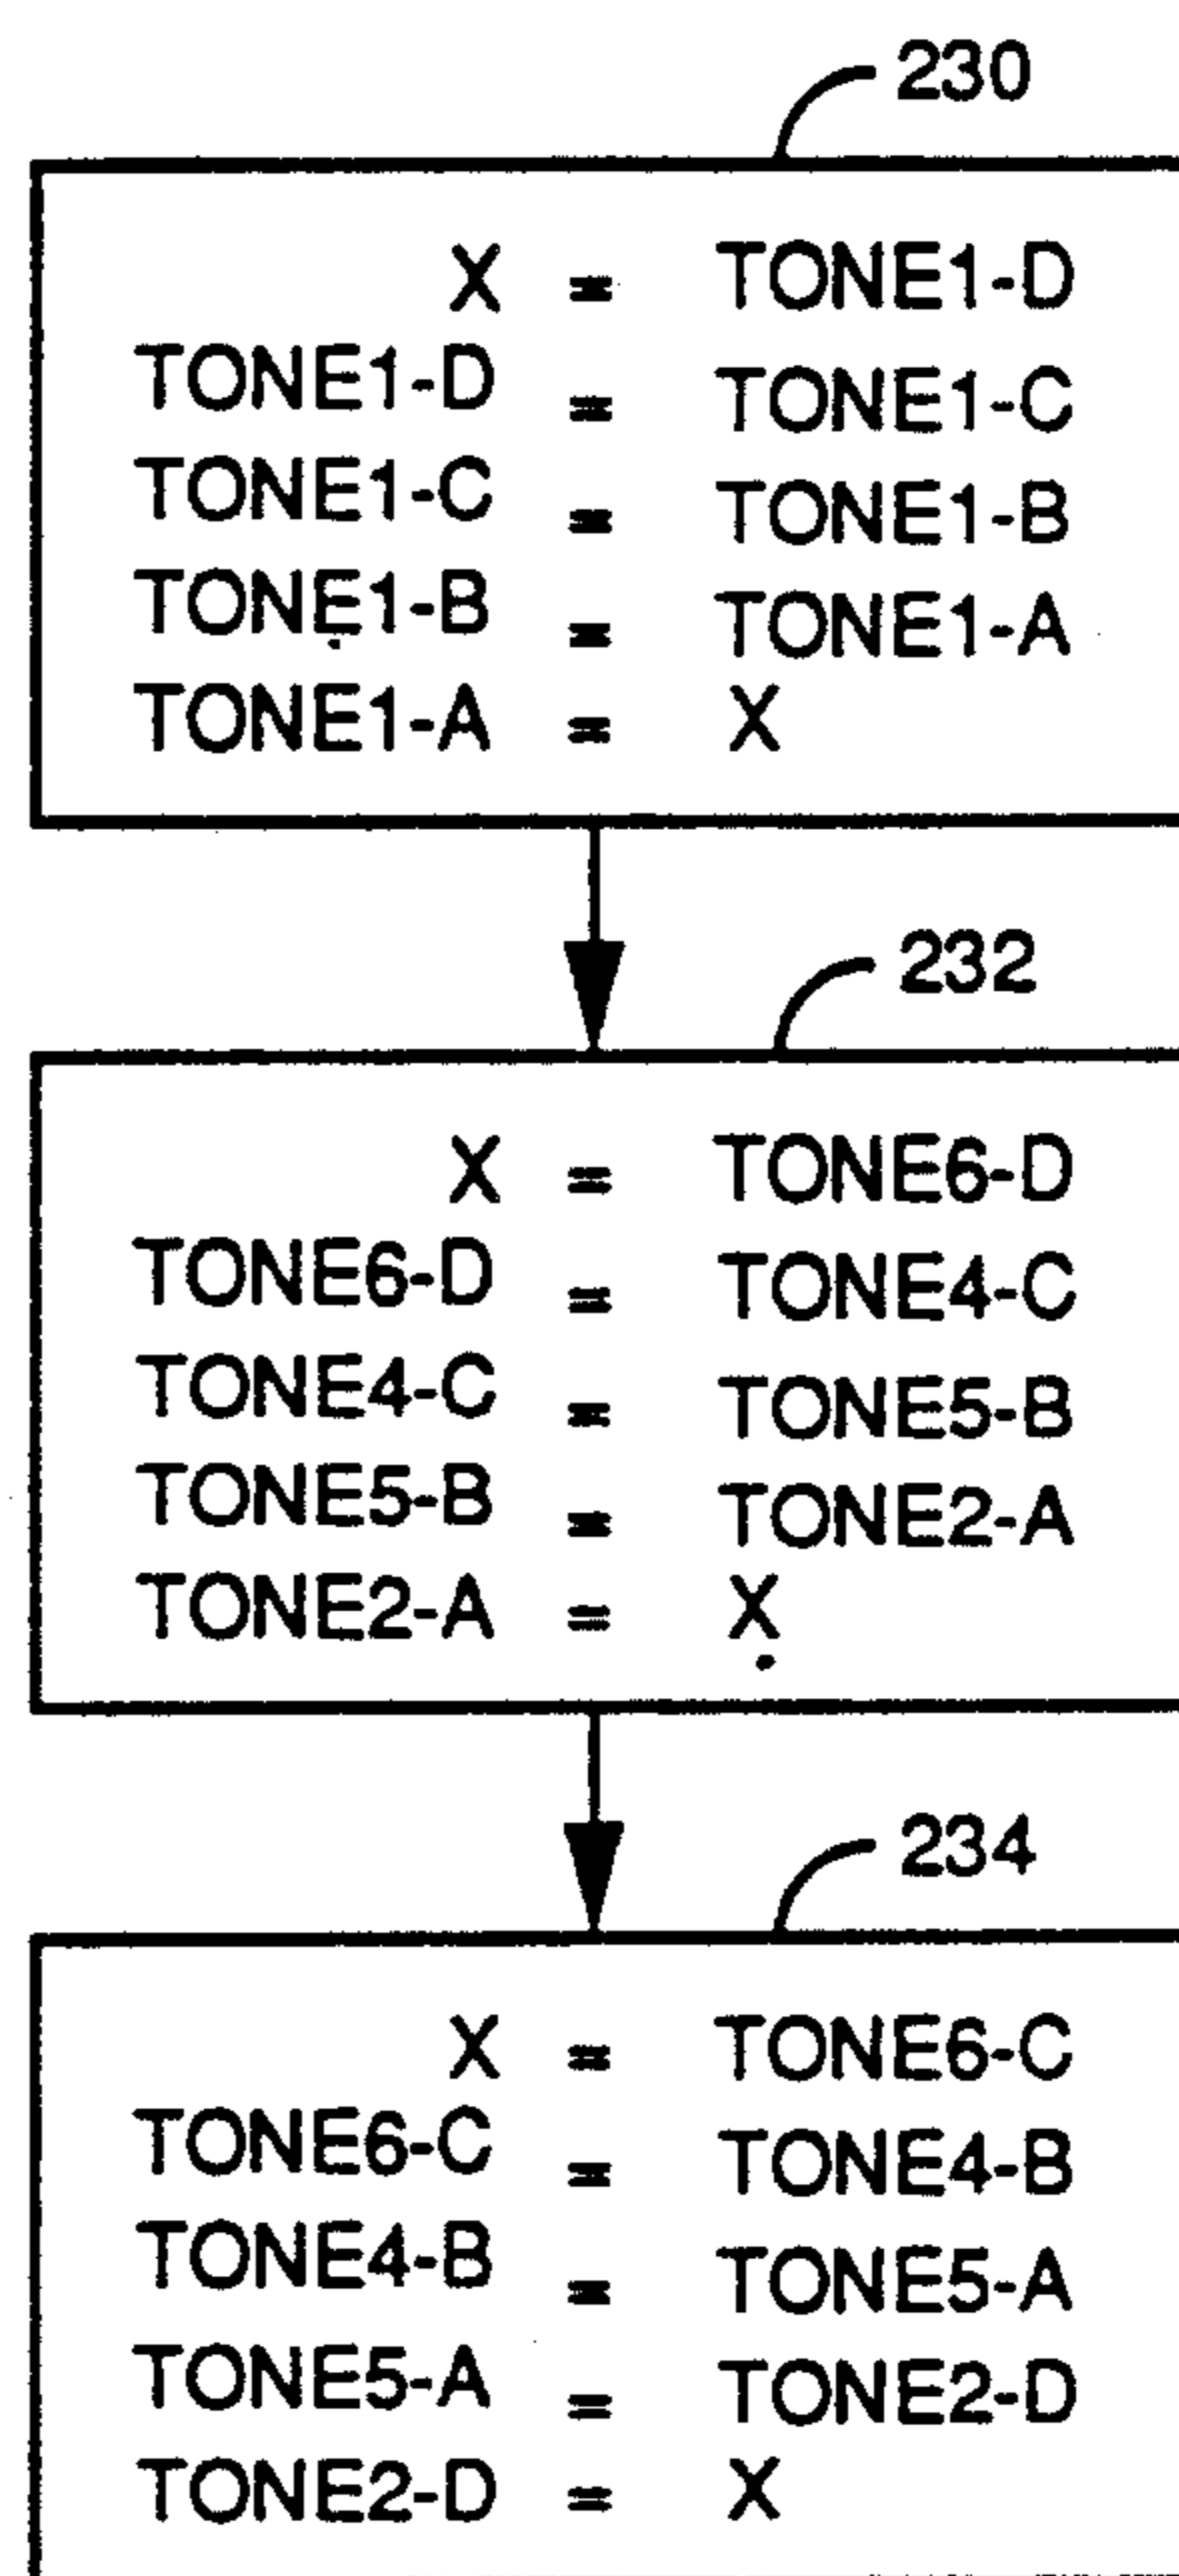 230
X = TONE1-D
TONE1-D = TONE1-C
TONE1-C = TONE1-B
TONE1-B = TONE1-A
TONE1-A = X
232
X = TONE6-D
TONE6-D = TONE4-C
TONE4-C = TONE5-B
TONE5-B = TONE2-A
TONE2-A = X
234
X = TONE6-C
TONE6-C = TONE4-B
TONE4-B = TONE5-A
TONE5-A = TONE2-D
TONE2-D = X